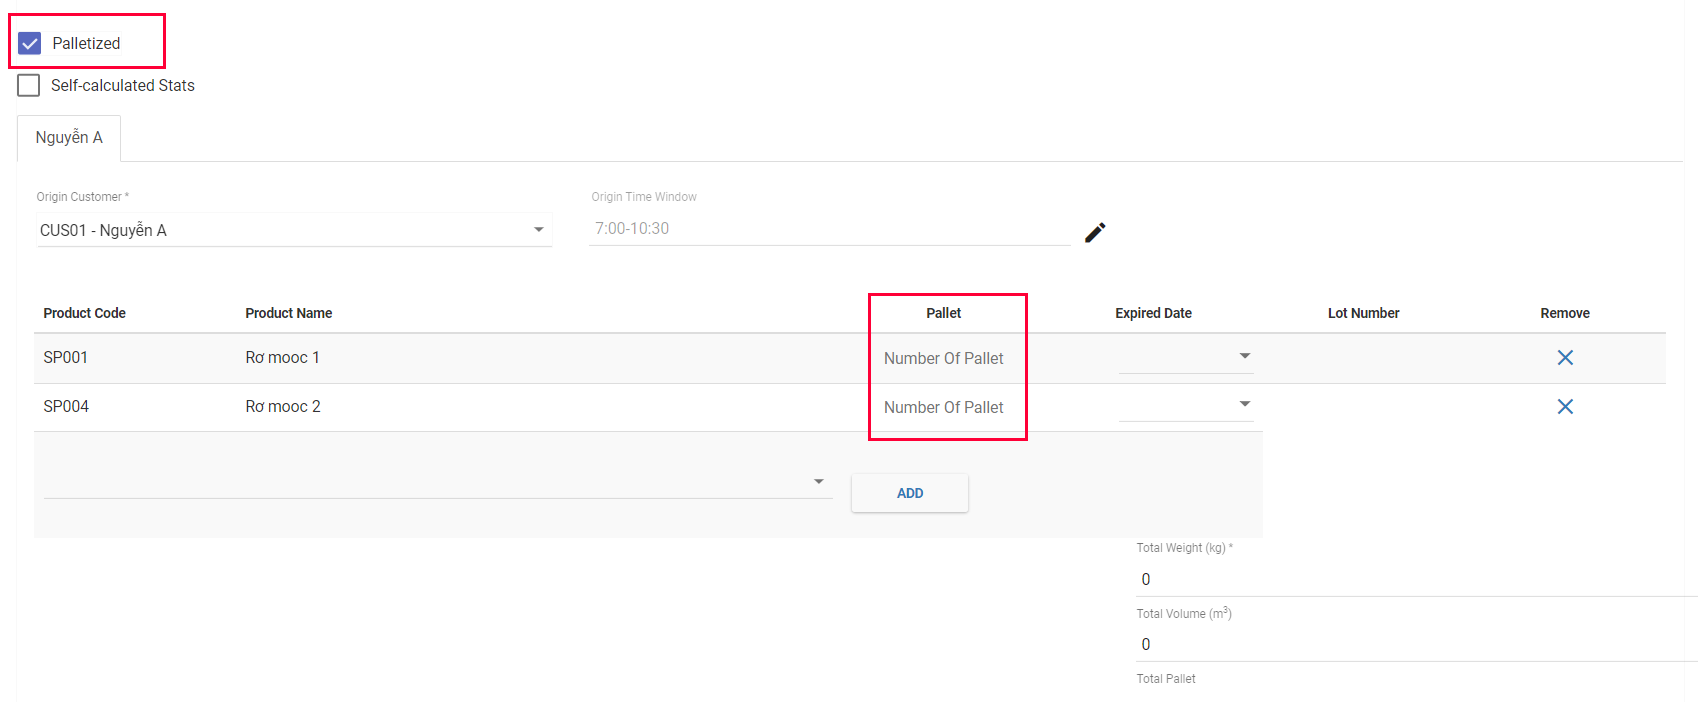 Palletized
Self-calculated Stats
Nguyễn A
Origin Customer * Origin Time Window
CUS01 - Nguyễn A 7:00-10:30
Product Code Product Name Pallet Expired Date Lot Number Remove
SP001 Rơ mooc 1 Number Of Pallet
SP004 Rơ mooc 2 Number Of Pallet
ADD
Total Weight (kg) *
0
Total Volume (m³)
0
Total Pallet